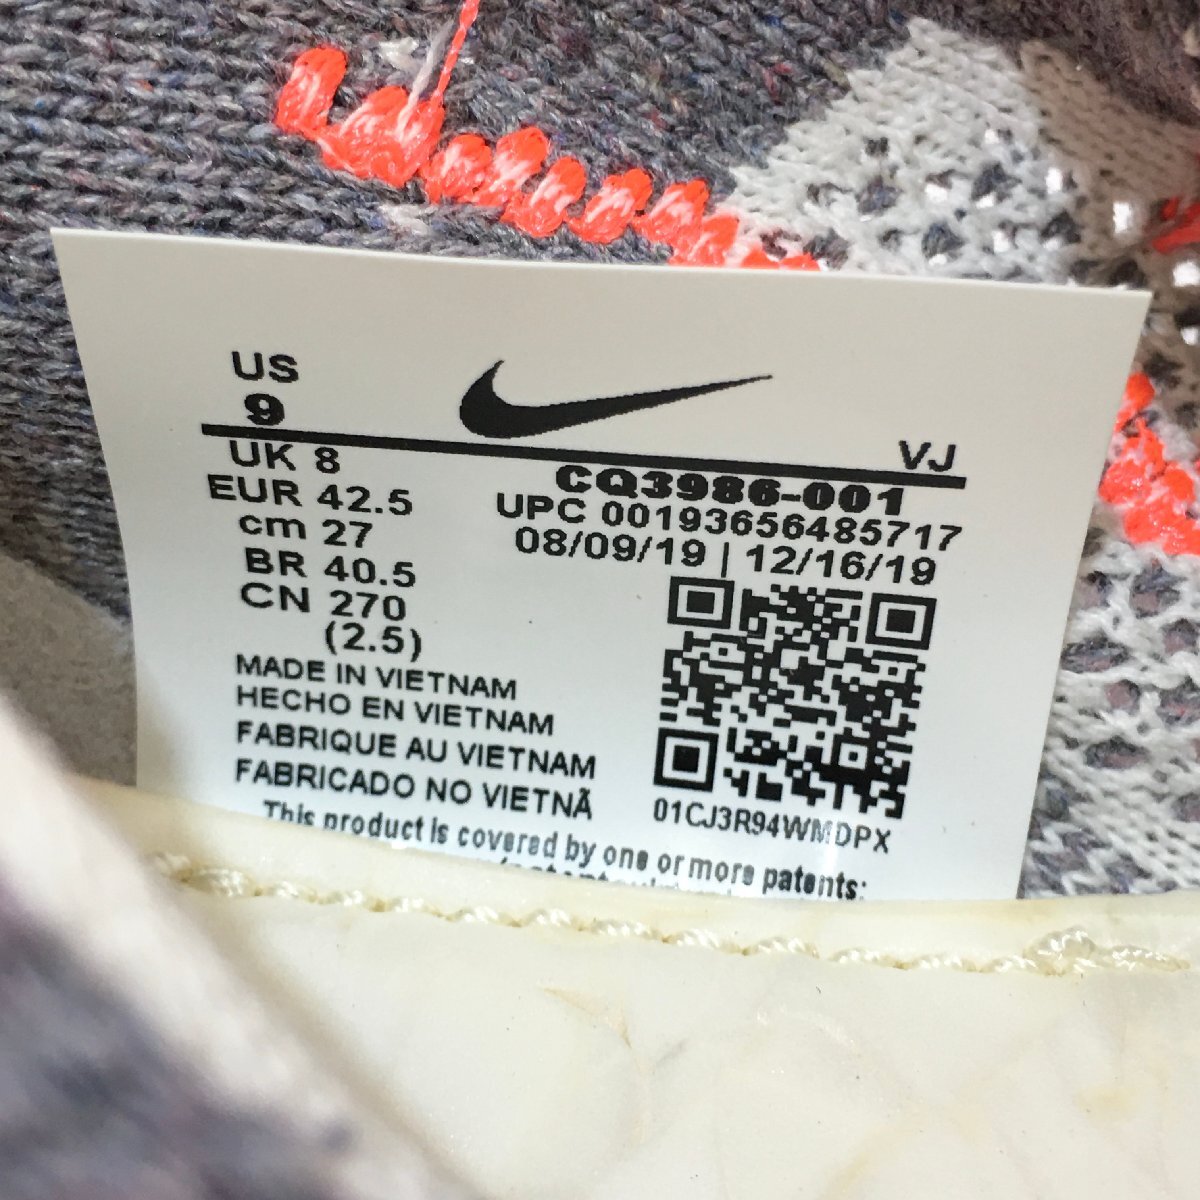 US
9
VJ
UK 8
EUR 42.5
cm 27
BR 40.5
CN 270
(2.5)
CQ3986-001
UPC 00193656485717
08/09/19 | 12/16/19
01CJ3R94WMDPX
MADE IN VIETNAM
HECHO EN VIETNAM
FABRIQUE AU VIETNAM
FABRICADO NO VIETNÃ
This product is covered by one or more patents: